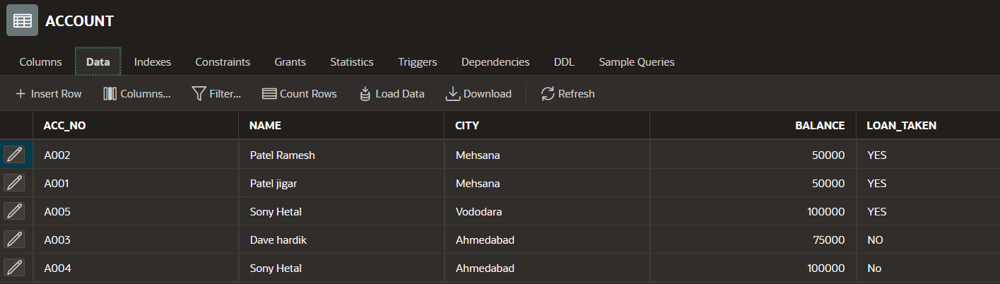 ACCOUNT
Columns Data Indexes Constraints Grants Statistics Triggers Dependencies DDL Sample Queries
Insert Row Columns... Filter... Count Rows Load Data Download Refresh
ACC_NO NAME CITY BALANCE LOAN_TAKEN
A002 Patel Ramesh Mehsana 50000 YES
A001 Patel jigar Mehsana 50000 YES
A005 Sony Hetal Vododara 100000 YES
A003 Dave hardik Ahmedabad 75000 NO
A004 Sony Hetal Ahmedabad 100000 No